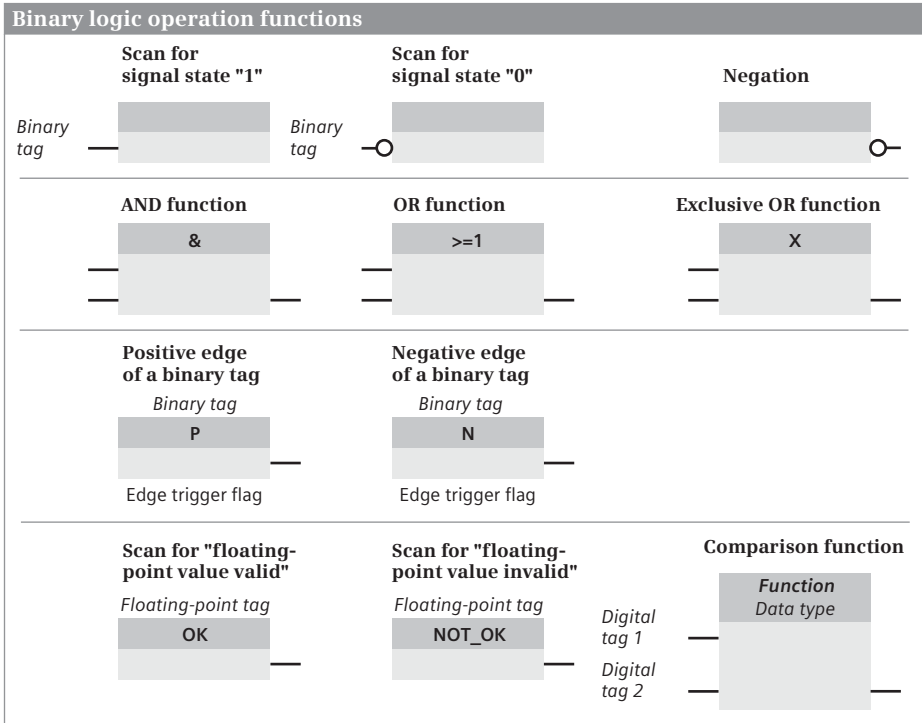 Binary logic operation functions
Scan for
signal state "1"
Scan for
signal state "0"
Negation
Binary
tag
Binary
tag
AND function
OR function
Exclusive OR function
&
>=1
X
Positive edge
of a binary tag
Negative edge
of a binary tag
Binary tag
Binary tag
P
N
Edge trigger flag
Edge trigger flag
Scan for "floating-
point value valid"
Scan for "floating-
point value invalid"
Comparison function
Floating-point tag
OK
Floating-point tag
NOT_OK
Function
Data type
Digital
tag 1
Digital
tag 2